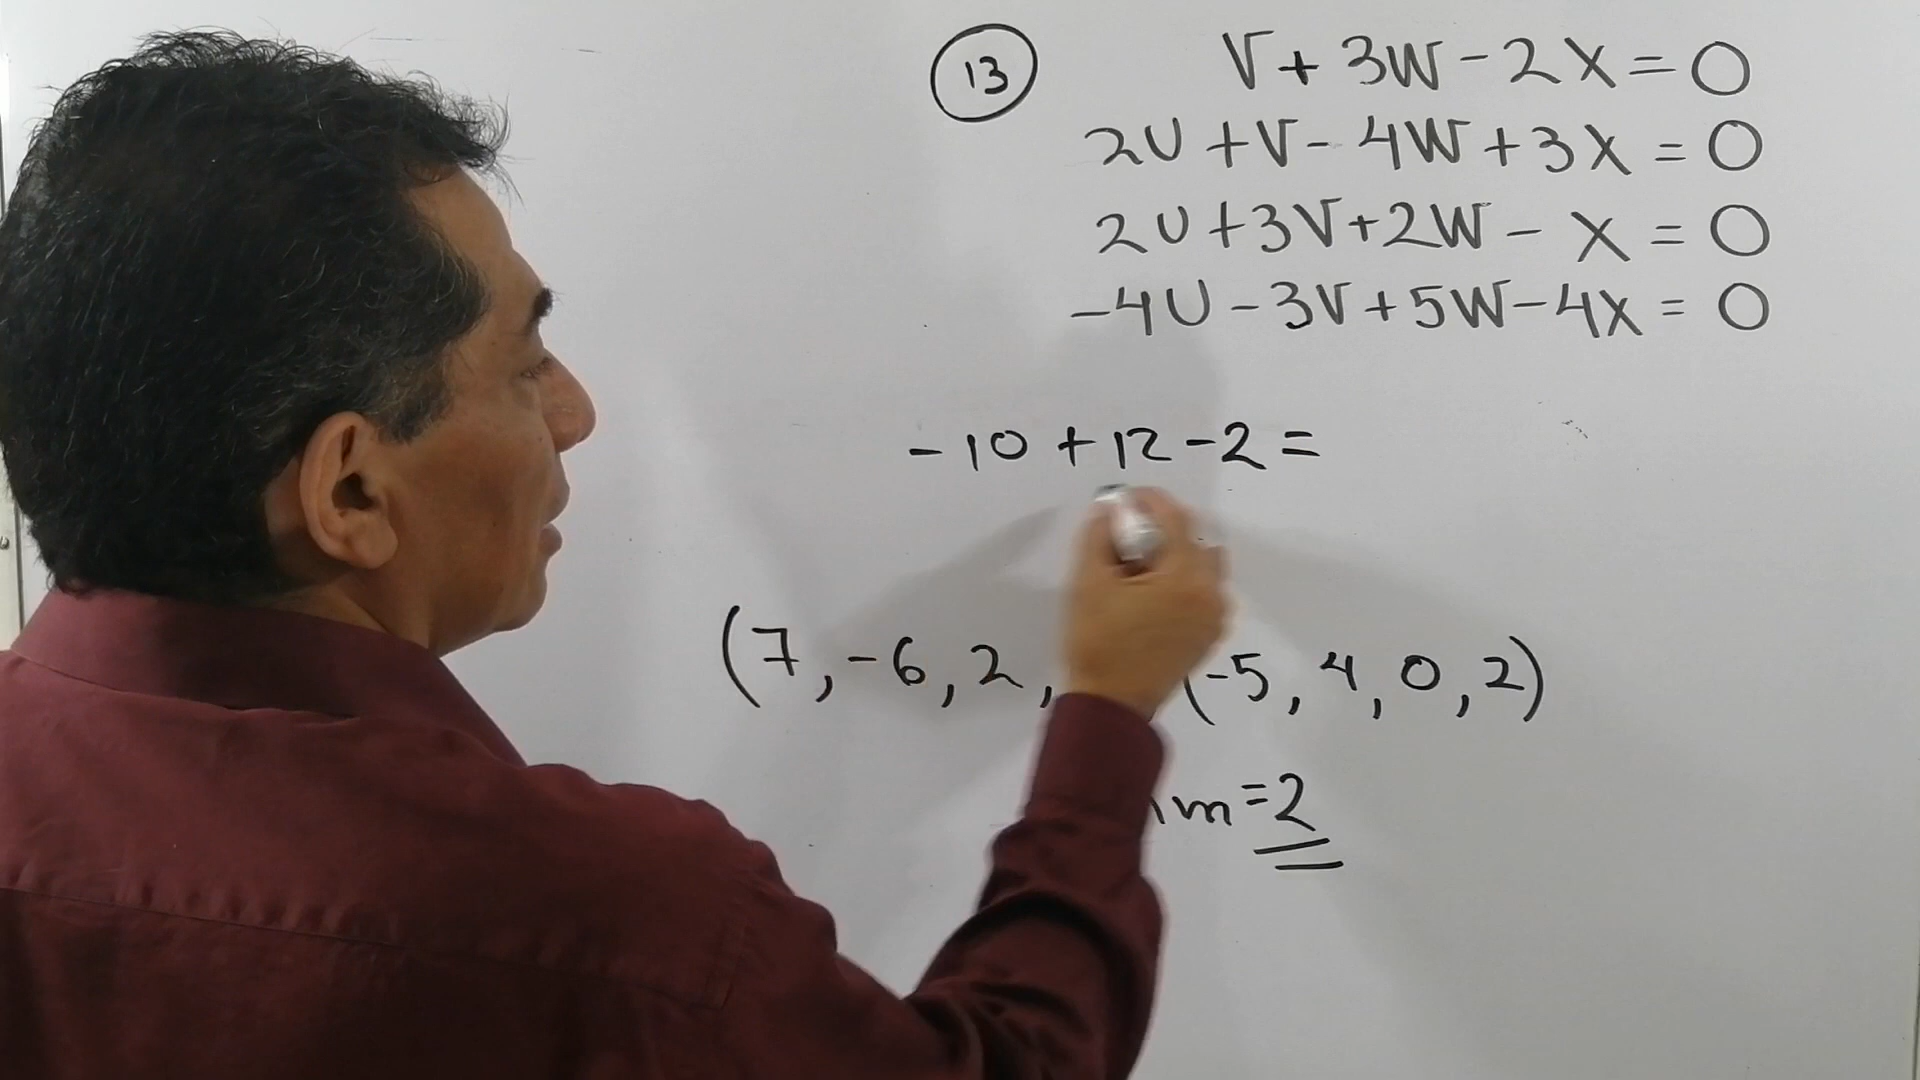 13
V + 3W - 2X = 0
2U + V - 4W + 3X = 0
2U + 3V + 2W - X = 0
-4U - 3V + 5W - 4X = 0
-10 + 12 - 2 =
(7, -6, 2, (-5, 4, 0, 2)
m = 2